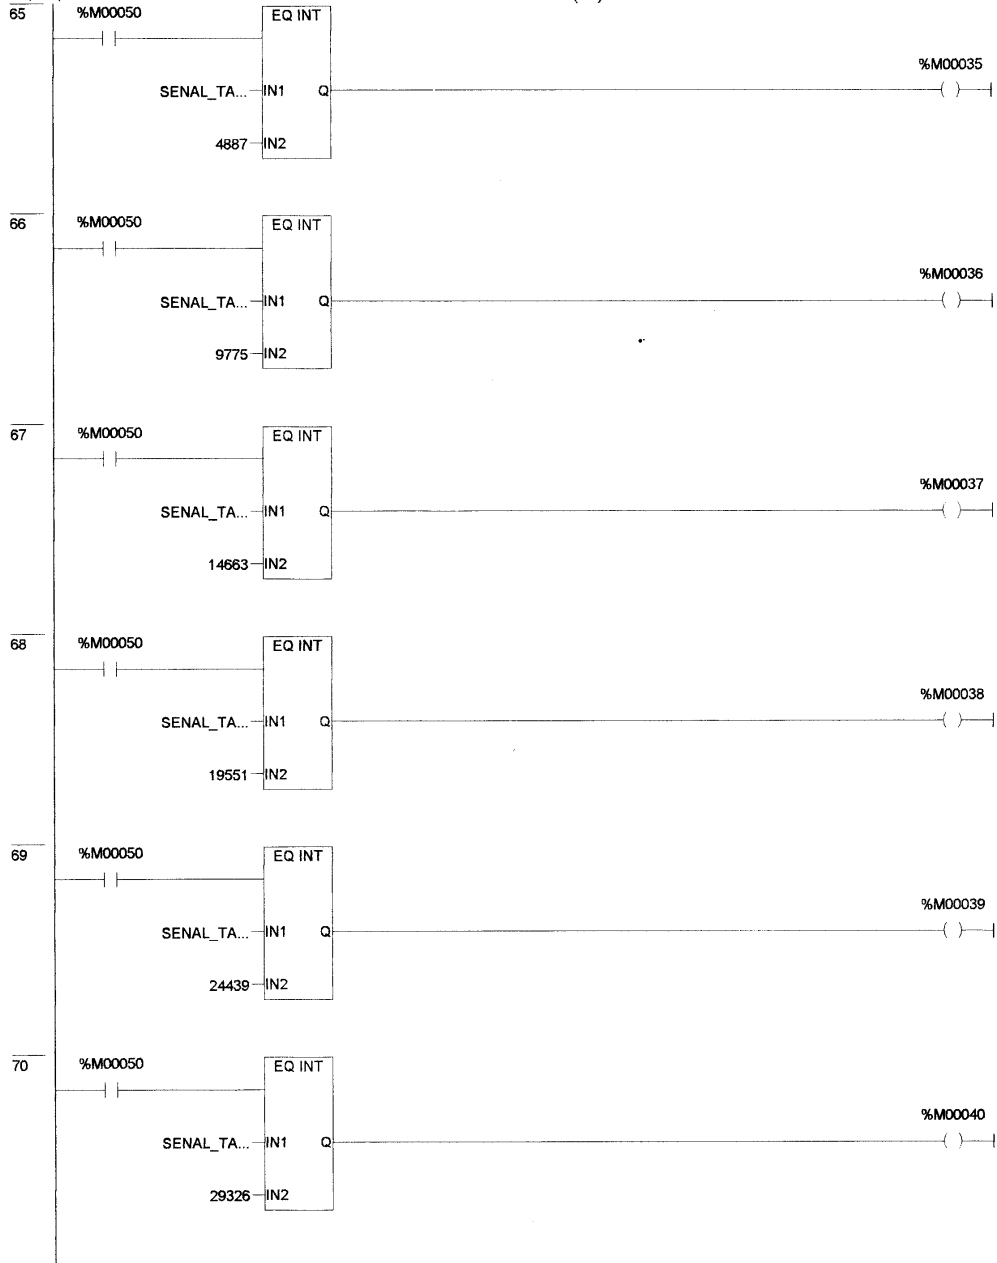 65
%M00050
EQ INT
%M00035
SENAL_TA... IN1 Q
4887 IN2
66
%M00050
EQ INT
%M00036
SENAL_TA... IN1 Q
9775 IN2
67
%M00050
EQ INT
%M00037
SENAL_TA... IN1 Q
14663 IN2
68
%M00050
EQ INT
%M00038
SENAL_TA... IN1 Q
19551 IN2
69
%M00050
EQ INT
%M00039
SENAL_TA... IN1 Q
24439 IN2
70
%M00050
EQ INT
%M00040
SENAL_TA... IN1 Q
29326 IN2